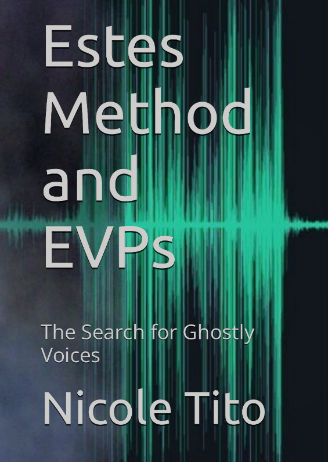 Estes
Method
and
EVPs
The Search for Ghostly
Voices
Nicole Tito